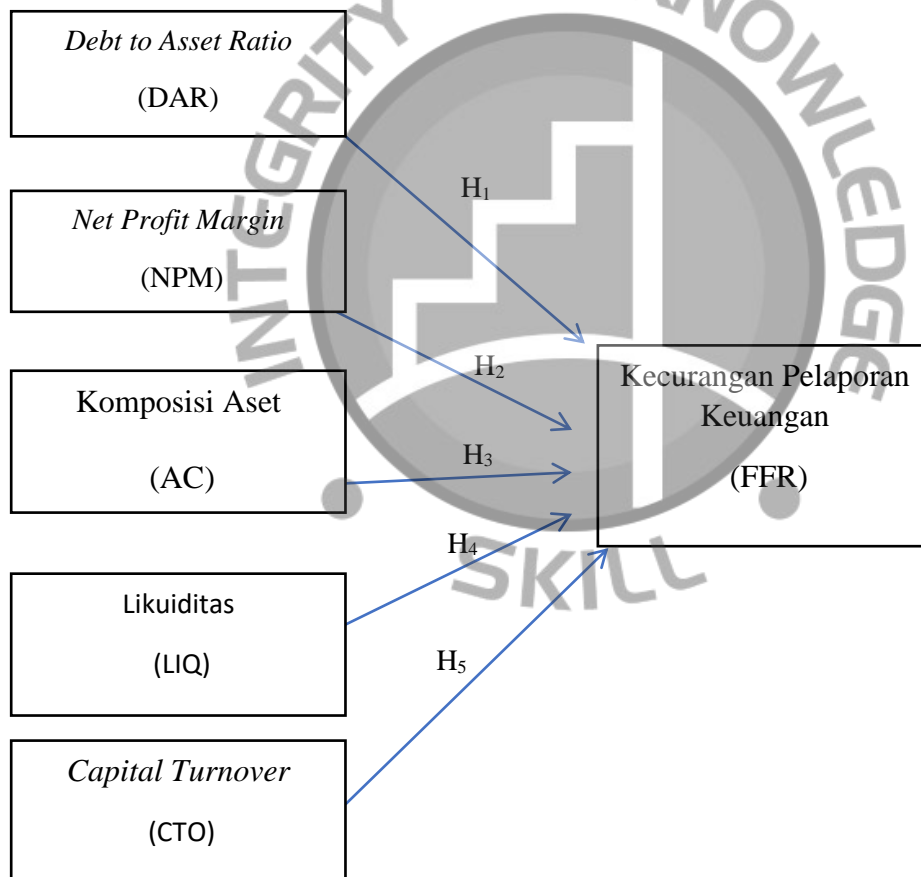 Debt to Asset Ratio
(DAR)
H₁
Net Profit Margin
(NPM)
H₂
Komposisi Aset
(AC)
H₃
Likuiditas
(LIQ)
H₄
Capital Turnover
(CTO)
H₅
Kecurangan Pelaporan
Keuangan
(FFR)
INTEGRITY
KNOWLEDGE
SKILL